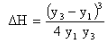 ΔH = (y₃ − y₁)³ / 4 y₁ y₃